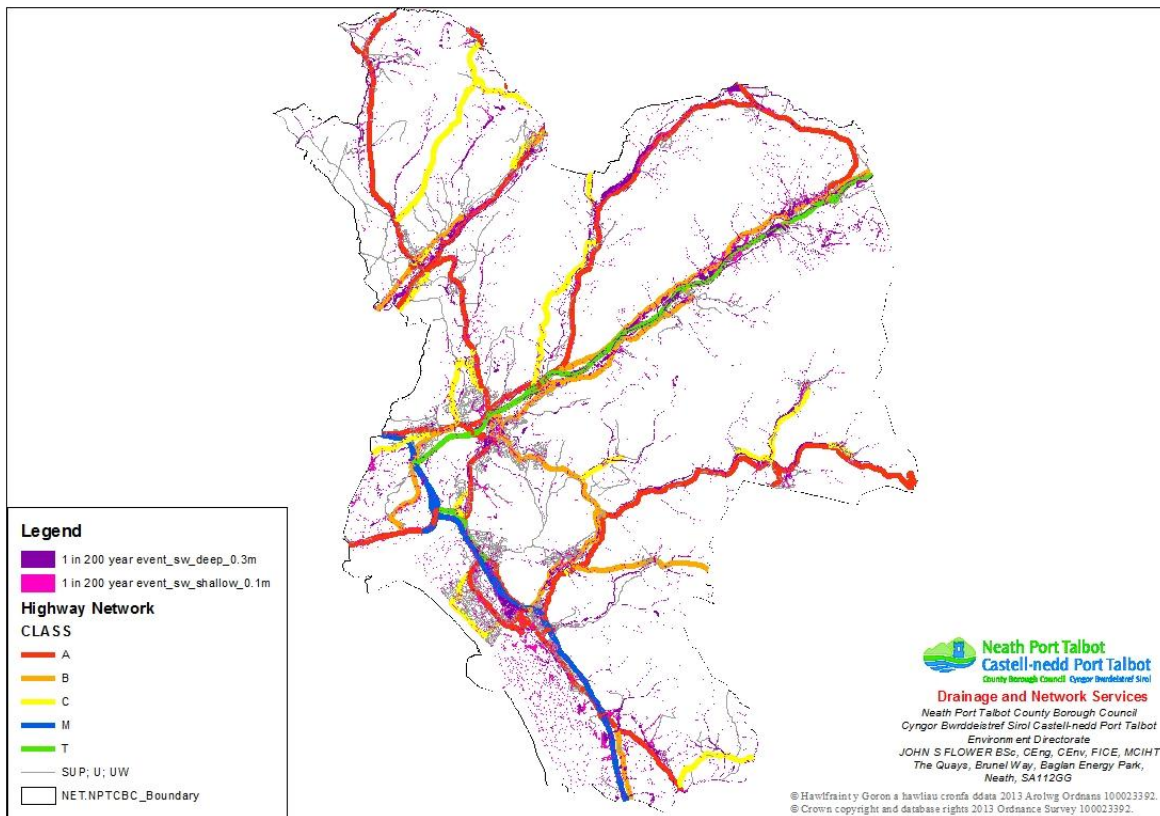 Legend
1 in 200 year event_sw_deep_0.3m
1 in 200 year event_sw_shallow_0.1m
Highway Network
CLASS
A
B
C
M
T
SUP; U; UW
NET.NPTCBC_Boundary
Neath Port Talbot
Castell-nedd Port Talbot
County Borough Council Cyngor Bwrdeistref Sirol
Drainage and Network Services
Neath Port Talbot County Borough Council
Cyngor Bwrddeistref Sirol Castell-nedd Port Talbot
Environment Directorate
JOHN S FLOWER BSc, CEng, CEnv, FICE, MCIHT
The Quays, Brunel Way, Baglan Energy Park,
Neath, SA112GG
© Hawlfrainty Goron a hawliau cronfa ddata 2013 Arolwg Ordnans 100023392.
© Crown copyright and database rights 2013 Ordnance Survey 100023392.